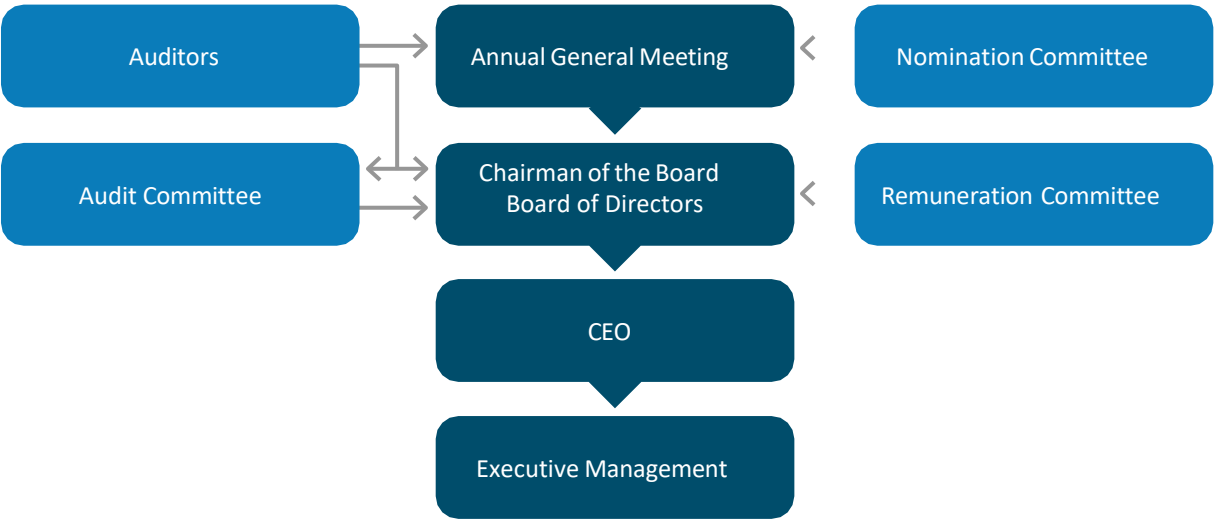 Auditors
Annual General Meeting
Nomination Committee
Audit Committee
Chairman of the Board
Board of Directors
Remuneration Committee
CEO
Executive Management